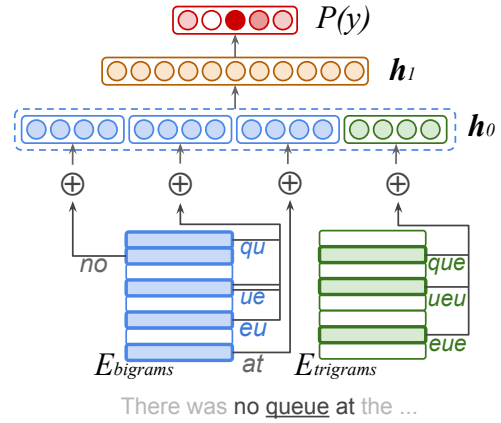 P(y)
h1
h0
no
qu
ue
eu
at
que
ueu
eue
Ebigrams
Etrigrams
There was no queue at the ...